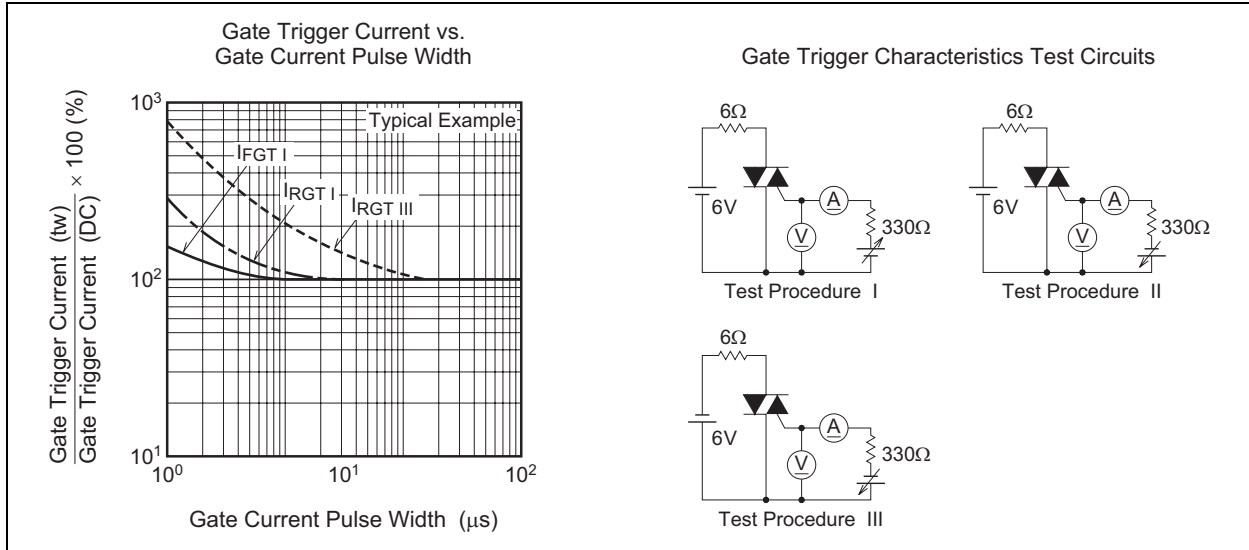 Gate Trigger Current vs.
Gate Current Pulse Width
Gate Trigger Current (tw)
Gate Trigger Current (DC)
× 100 (%)
10³
10²
10¹
Typical Example
IFGT I
IRGT I
IRGT III
10⁰
10¹
10²
Gate Current Pulse Width (μs)
Gate Trigger Characteristics Test Circuits
6Ω
6V
A
V
330Ω
Test Procedure I
6Ω
6V
A
V
330Ω
Test Procedure II
6Ω
6V
A
V
330Ω
Test Procedure III